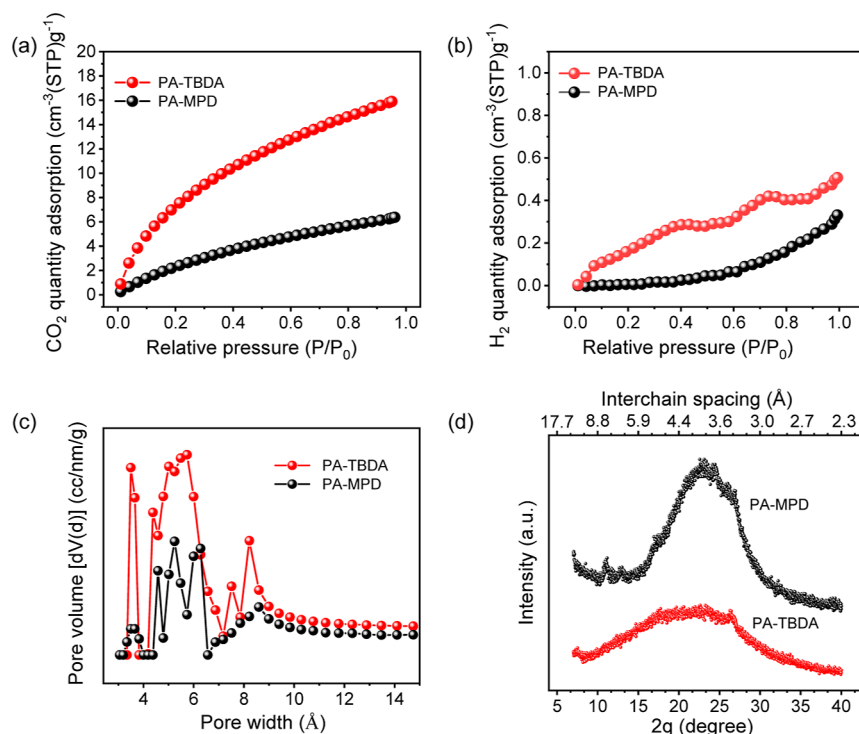 (a)
CO2 quantity adsorption (cm-3(STP)g-1)
20
18
16
14
12
10
8
6
4
2
0
PA-TBDA
PA-MPD
0.0 0.2 0.4 0.6 0.8 1.0
Relative pressure (P/P0)
(b)
H2 quantity adsorption (cm-3(STP)g-1)
1.0
0.8
0.6
0.4
0.2
0.0
PA-TBDA
PA-MPD
0.0 0.2 0.4 0.6 0.8 1.0
Relative pressure (P/P0)
(c)
Pore volume [dV(d)] (cc/nm/g)
PA-TBDA
PA-MPD
4 6 8 10 12 14
Pore width (Å)
(d)
Interchain spacing (Å)
17.7 8.8 5.9 4.4 3.6 3.0 2.7 2.3
Intensity (a.u.)
PA-MPD
PA-TBDA
5 10 15 20 25 30 35 40
2q (degree)